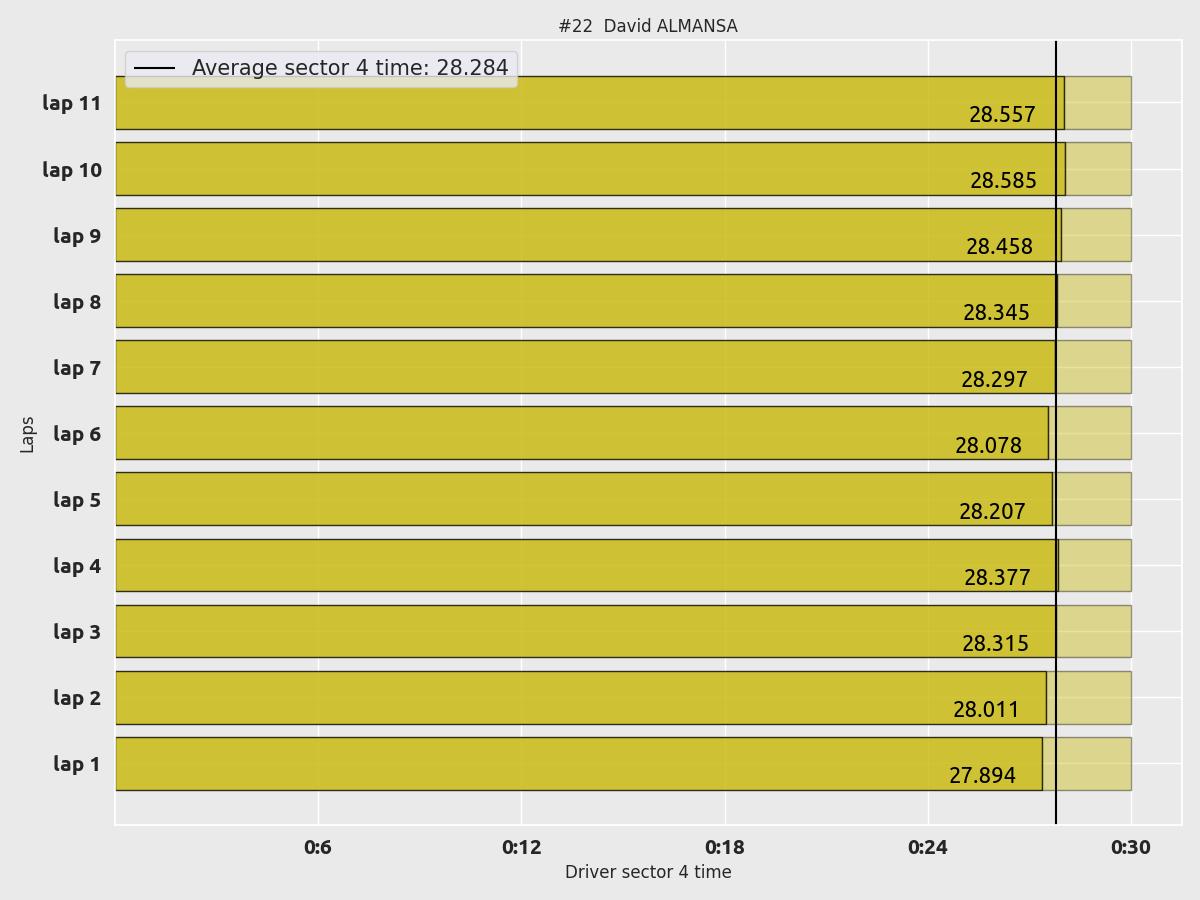 #22  David ALMANSA
Average sector 4 time: 28.284
lap 11
28.557
lap 10
28.585
lap 9
28.458
lap 8
28.345
lap 7
28.297
lap 6
28.078
lap 5
28.207
lap 4
28.377
lap 3
28.315
lap 2
28.011
lap 1
27.894
Laps
0:6 0:12 0:18 0:24 0:30
Driver sector 4 time